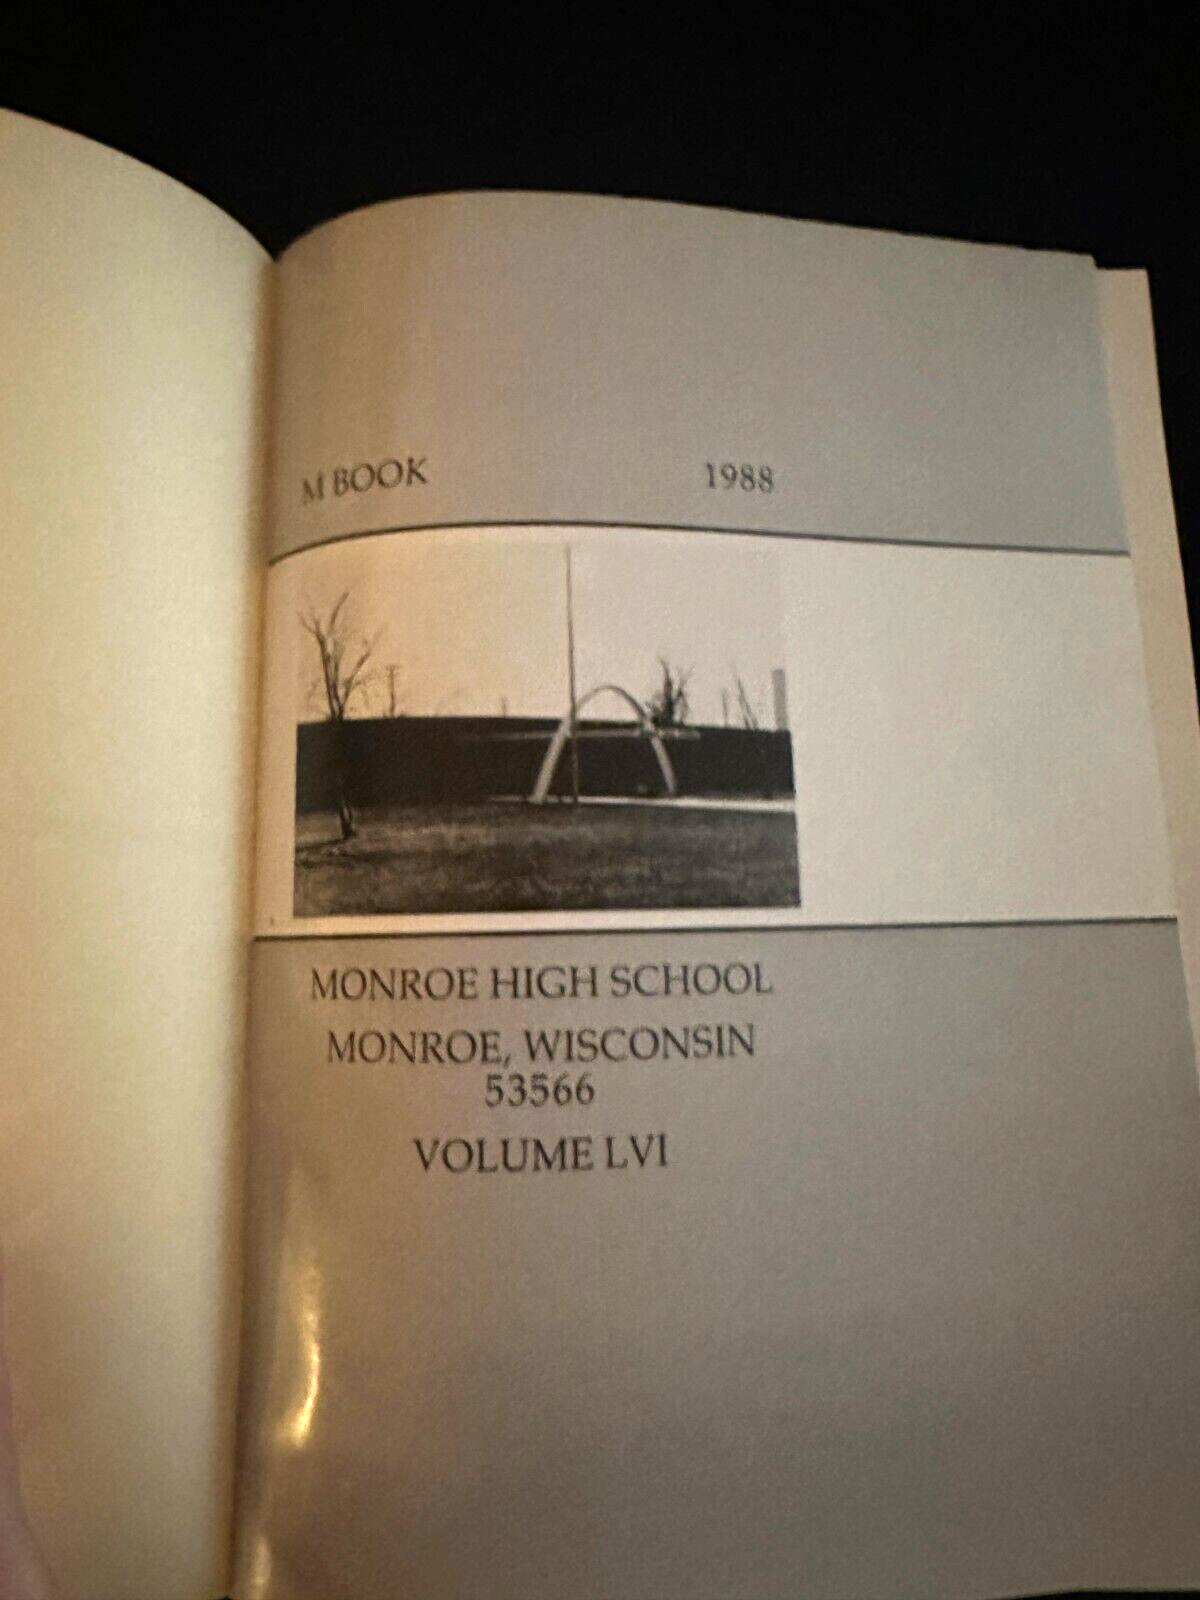 M BOOK 1988
MONROE HIGH SCHOOL
MONROE, WISCONSIN
53566
VOLUME LVI